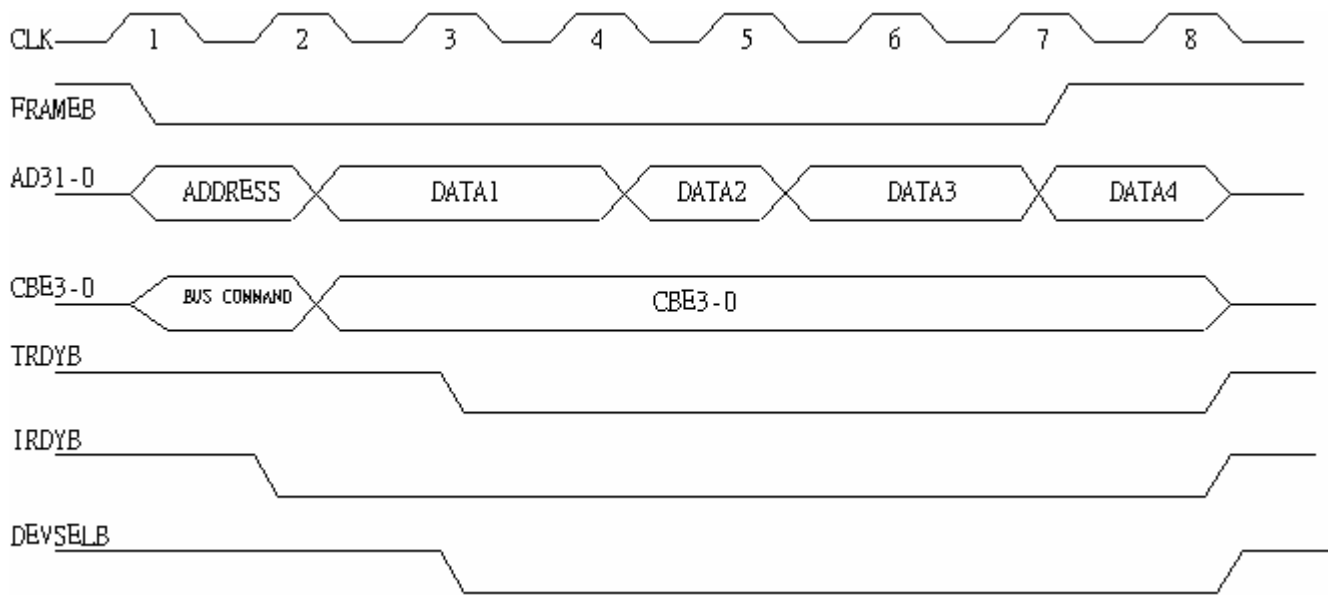 CLK 1 2 3 4 5 6 7 8
FRAMEB
AD31-0 ADDRESS DATA1 DATA2 DATA3 DATA4
CBE3-0 BUS COMMAND CBE3-0
TRDYB
IRDYB
DEVSELB